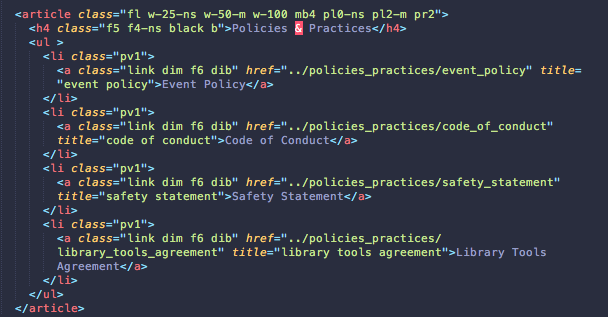 <article class="fl w-25-ns w-50-m w-100 mb4 pl0-ns pl2-m pr2">
<h4 class="f5 f4-ns black b">Policies & Practices</h4>
<ul >
<li class="pv1">
<a class="link dim f6 dib" href="../policies_practices/event_policy" title=
"event policy">Event Policy</a>
</li>
<li class="pv1">
<a class="link dim f6 dib" href="../policies_practices/code_of_conduct"
title="code of conduct">Code of Conduct</a>
</li>
<li class="pv1">
<a class="link dim f6 dib" href="../policies_practices/safety_statement"
title="safety statement">Safety Statement</a>
</li>
<li class="pv1">
<a class="link dim f6 dib" href="../policies_practices/
library_tools_agreement" title="library tools agreement">Library Tools
Agreement</a>
</li>
</ul>
</article>